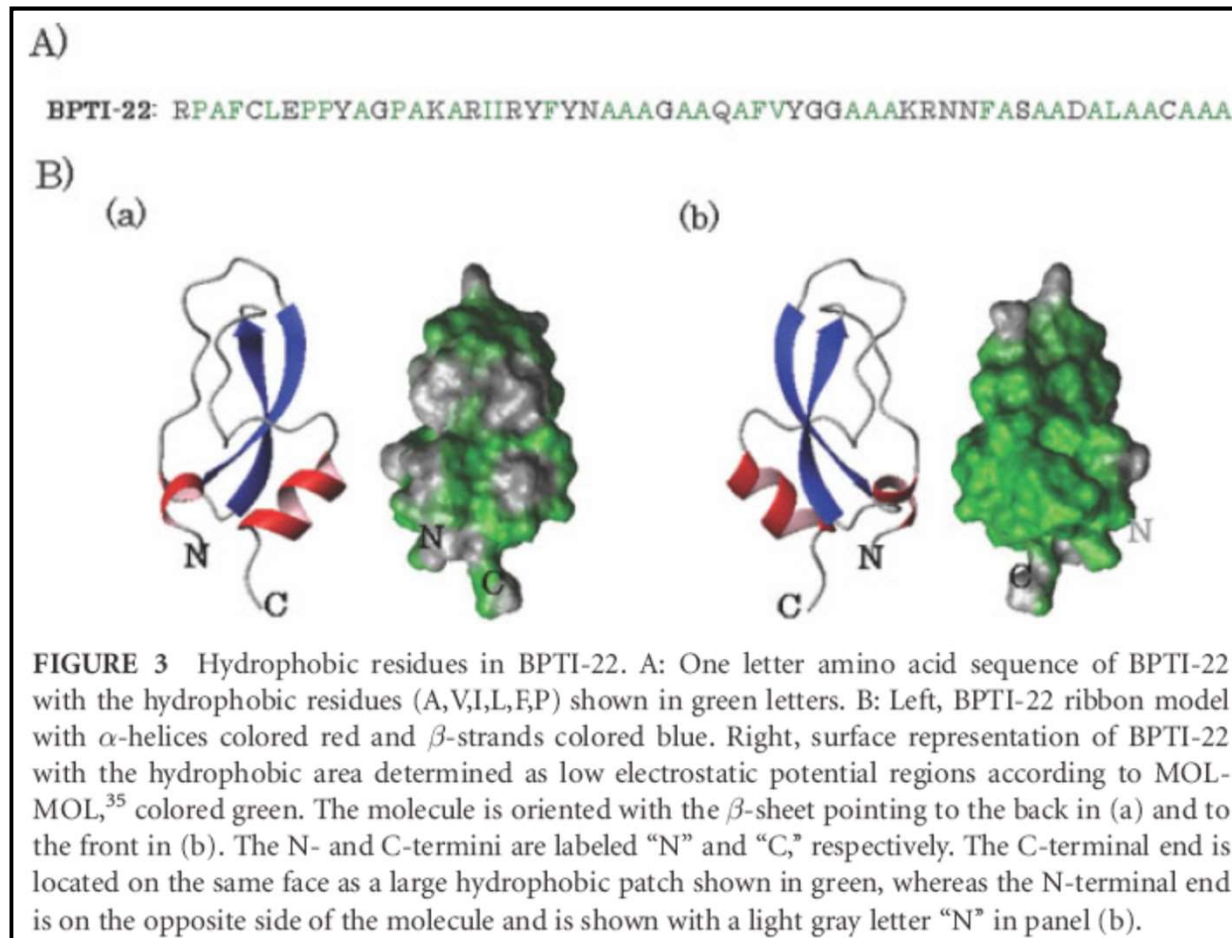 A)
BPTI-22: RPAFCLEPPYAGPAKARIIRYFYNAAAGAAQAFVYGGAAAKRNNFASAADALAACAAA
B)
(a) (b)
N C N C
C N C N
FIGURE 3 Hydrophobic residues in BPTI-22. A: One letter amino acid sequence of BPTI-22
with the hydrophobic residues (A,V,I,L,F,P) shown in green letters. B: Left, BPTI-22 ribbon model
with α-helices colored red and β-strands colored blue. Right, surface representation of BPTI-22
with the hydrophobic area determined as low electrostatic potential regions according to MOL-
MOL,³⁵ colored green. The molecule is oriented with the β-sheet pointing to the back in (a) and to
the front in (b). The N- and C-termini are labeled “N” and “C,” respectively. The C-terminal end is
located on the same face as a large hydrophobic patch shown in green, whereas the N-terminal end
is on the opposite side of the molecule and is shown with a light gray letter “N” in panel (b).